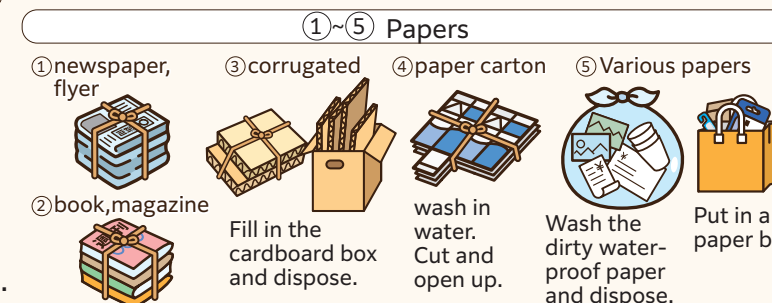 ①~⑤ Papers
①newspaper,
flyer
②book,magazine
③corrugated
Fill in the
cardboard box
and dispose.
④paper carton
wash in
water.
Cut and
open up.
⑤Various papers
Wash the
dirty water-
proof paper
and dispose.
Put in a
paper b
.